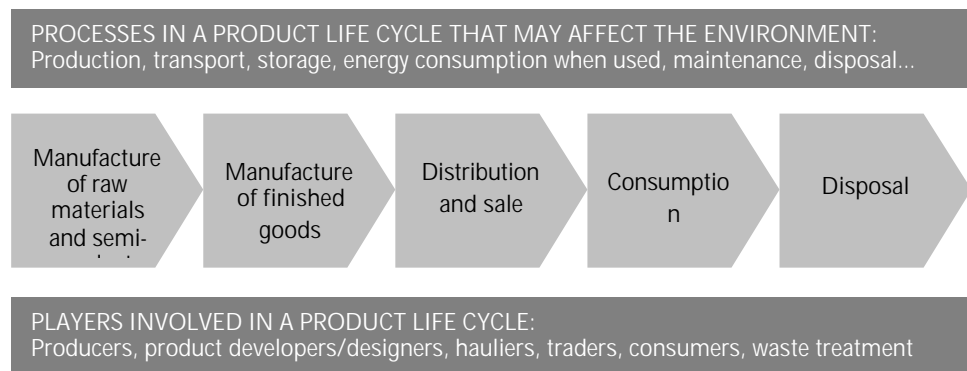 PROCESSES IN A PRODUCT LIFE CYCLE THAT MAY AFFECT THE ENVIRONMENT:
Production, transport, storage, energy consumption when used, maintenance, disposal...
Manufacture
of raw
materials
and semi-
Manufacture
of finished
goods
Distribution
and sale
Consumptio
n
Disposal
PLAYERS INVOLVED IN A PRODUCT LIFE CYCLE:
Producers, product developers/designers, hauliers, traders, consumers, waste treatment